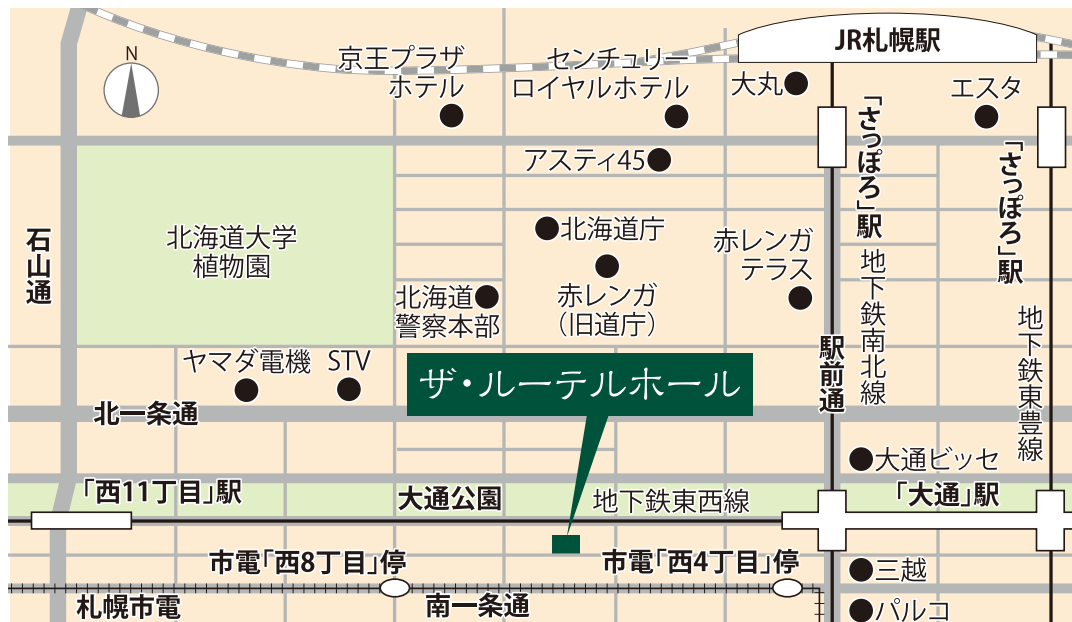 JR札幌駅
N
京王プラザ
ホテル
センチュリー
ロイヤルホテル
大丸
エスタ
「さっぽろ」駅
「さっぽろ」駅
アスティ45
石山通
北海道大学
植物園
北海道庁
赤レンガ
テラス
北海道
警察本部
赤レンガ
（旧道庁）
地下鉄南北線
地下鉄東豊線
駅前通
ヤマダ電機
STV
ザ・ルーテルホール
北一条通
大通ビッセ
「西11丁目」駅
大通公園
地下鉄東西線
「大通」駅
市電「西8丁目」停
市電「西4丁目」停
三越
札幌市電
南一条通
パルコ